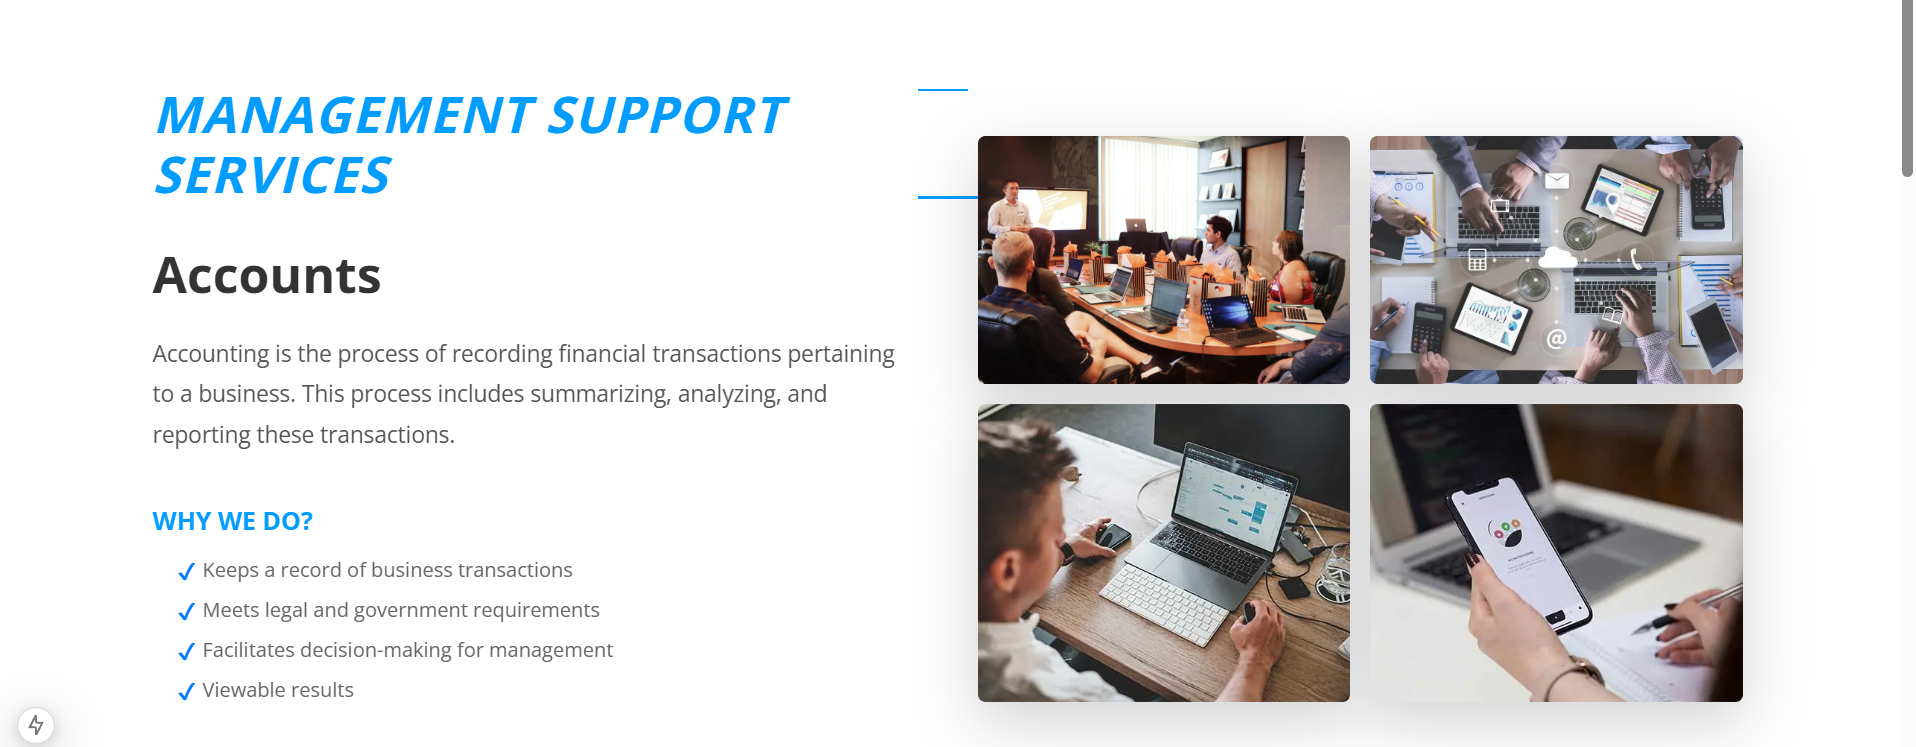 MANAGEMENT SUPPORT
SERVICES
Accounts
Accounting is the process of recording financial transactions pertaining
to a business. This process includes summarizing, analyzing, and
reporting these transactions.
WHY WE DO?
Keeps a record of business transactions
Meets legal and government requirements
Facilitates decision-making for management
Viewable results